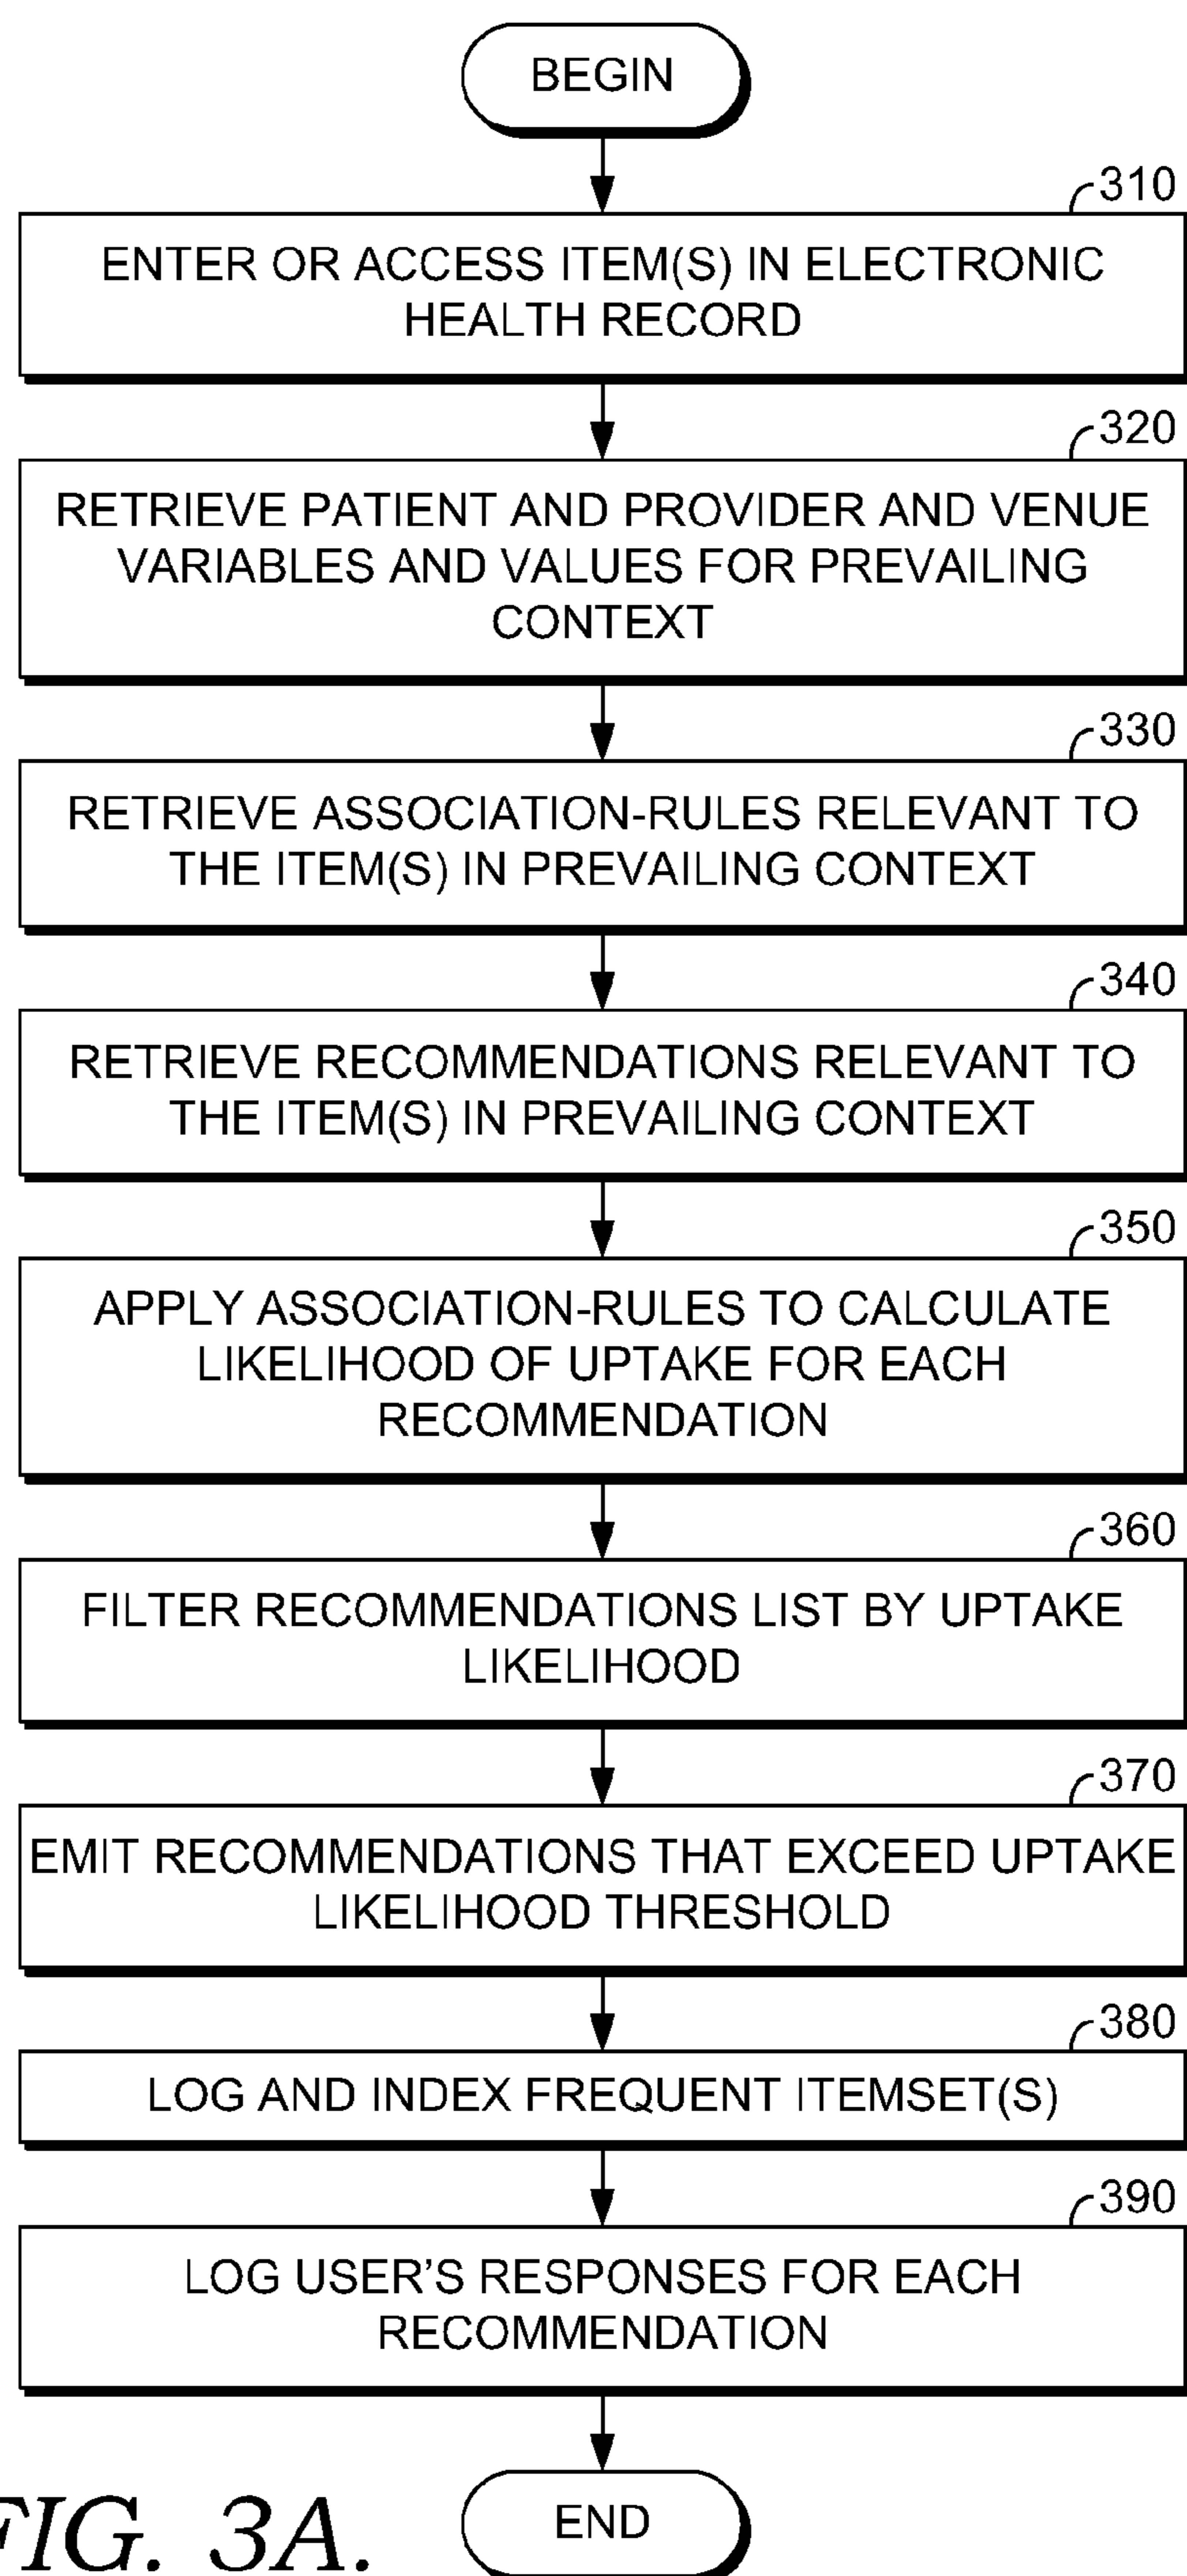 BEGIN
310
ENTER OR ACCESS ITEM(S) IN ELECTRONIC
HEALTH RECORD
320
RETRIEVE PATIENT AND PROVIDER AND VENUE
VARIABLES AND VALUES FOR PREVAILING
CONTEXT
330
RETRIEVE ASSOCIATION-RULES RELEVANT TO
THE ITEM(S) IN PREVAILING CONTEXT
340
RETRIEVE RECOMMENDATIONS RELEVANT TO
THE ITEM(S) IN PREVAILING CONTEXT
350
APPLY ASSOCIATION-RULES TO CALCULATE
LIKELIHOOD OF UPTAKE FOR EACH
RECOMMENDATION
360
FILTER RECOMMENDATIONS LIST BY UPTAKE
LIKELIHOOD
370
EMIT RECOMMENDATIONS THAT EXCEED UPTAKE
LIKELIHOOD THRESHOLD
380
LOG AND INDEX FREQUENT ITEMSET(S)
390
LOG USER’S RESPONSES FOR EACH
RECOMMENDATION
END
FIG. 3A.